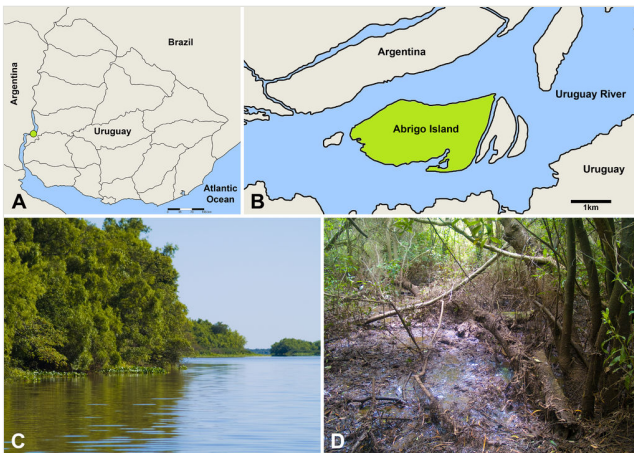 Brazil
Argentina
Uruguay
Atlantic
Ocean
A
Argentina
Uruguay River
Abrigo Island
Uruguay
1km
B
C
D